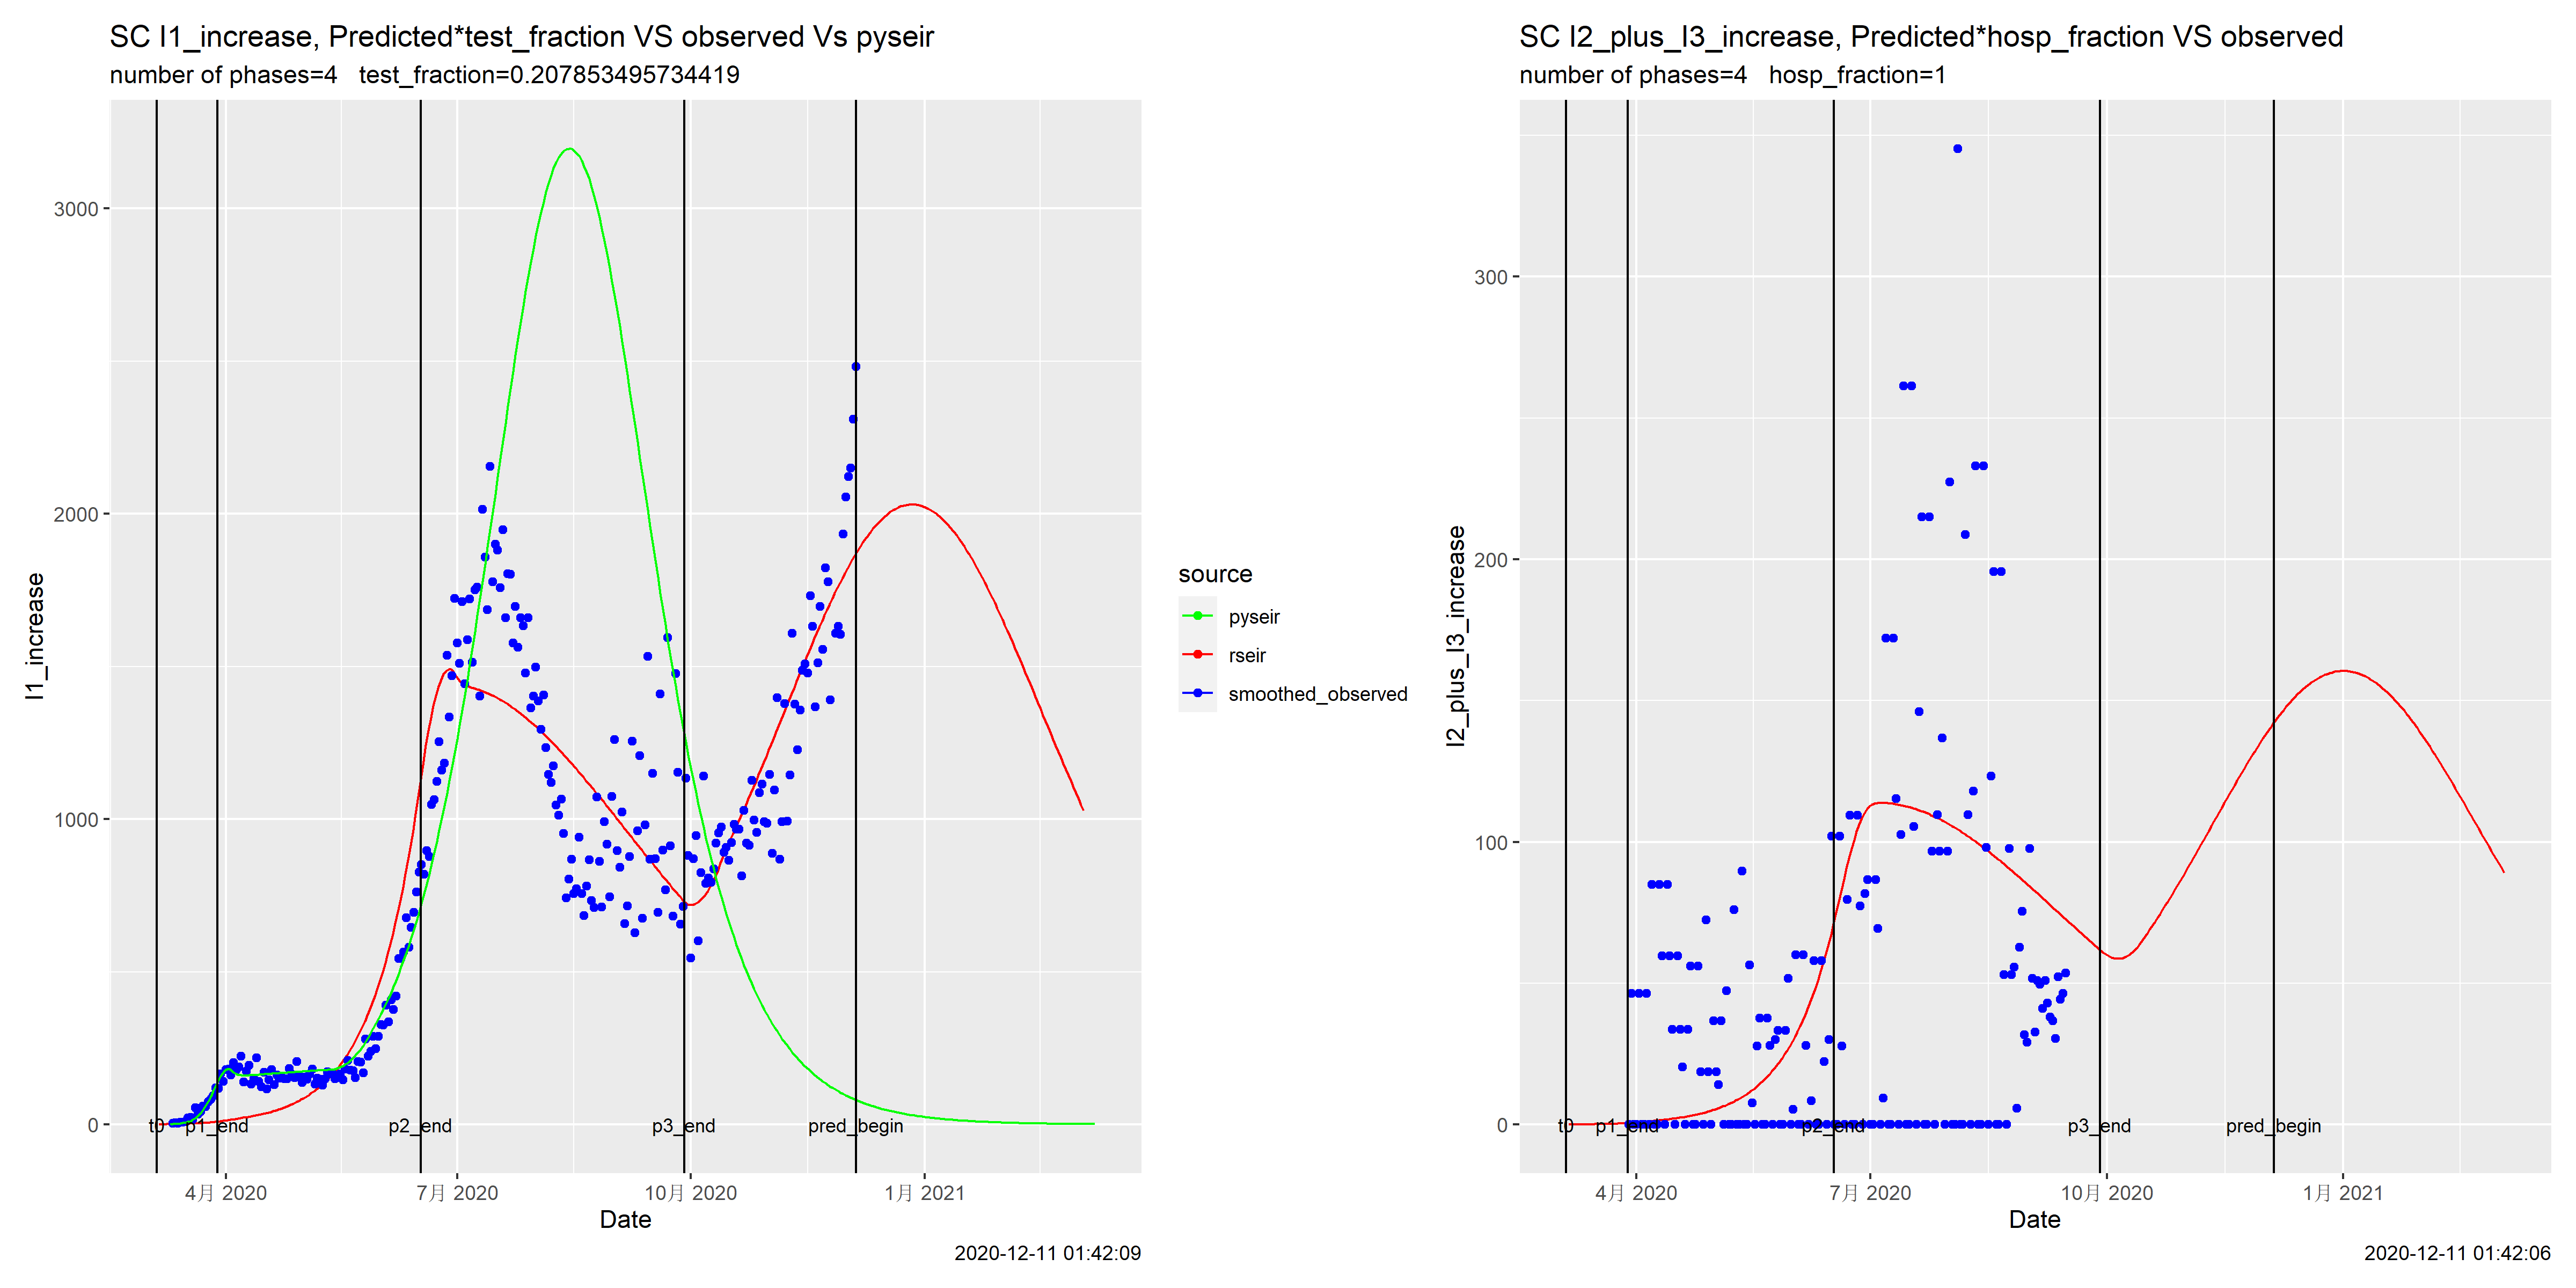 SC I1_increase, Predicted*test_fraction VS observed Vs pyseir
number of phases=4   test_fraction=0.207853495734419
I1_increase
3000
2000
1000
0
t0
p1_end
p2_end
p3_end
pred_begin
4月 2020
7月 2020
10月 2020
1月 2021
Date
2020-12-11 01:42:09
source
pyseir
rseir
smoothed_observed
SC I2_plus_I3_increase, Predicted*hosp_fraction VS observed
number of phases=4   hosp_fraction=1
I2_plus_I3_increase
300
200
100
0
t0
p1_end
p2_end
p3_end
pred_begin
4月 2020
7月 2020
10月 2020
1月 2021
Date
2020-12-11 01:42:06